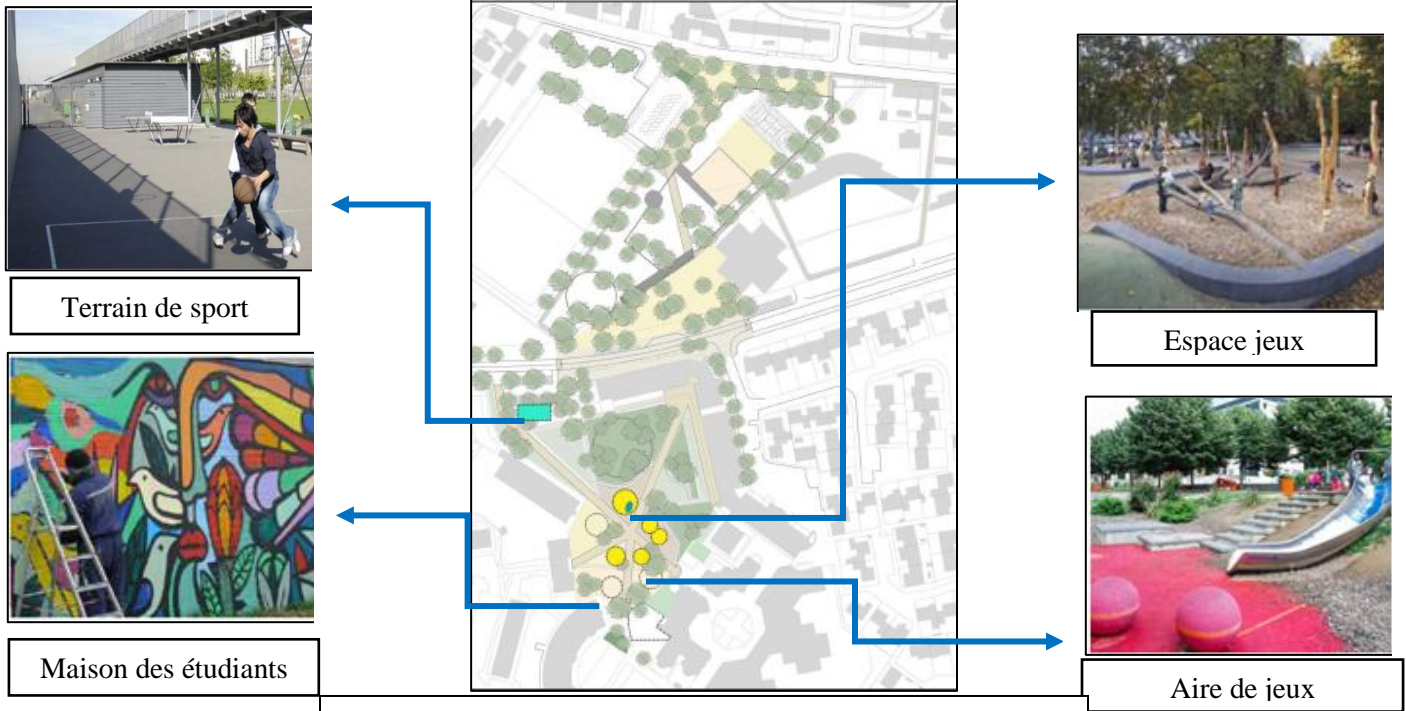 Terrain de sport
Espace jeux
Maison des étudiants
Aire de jeux